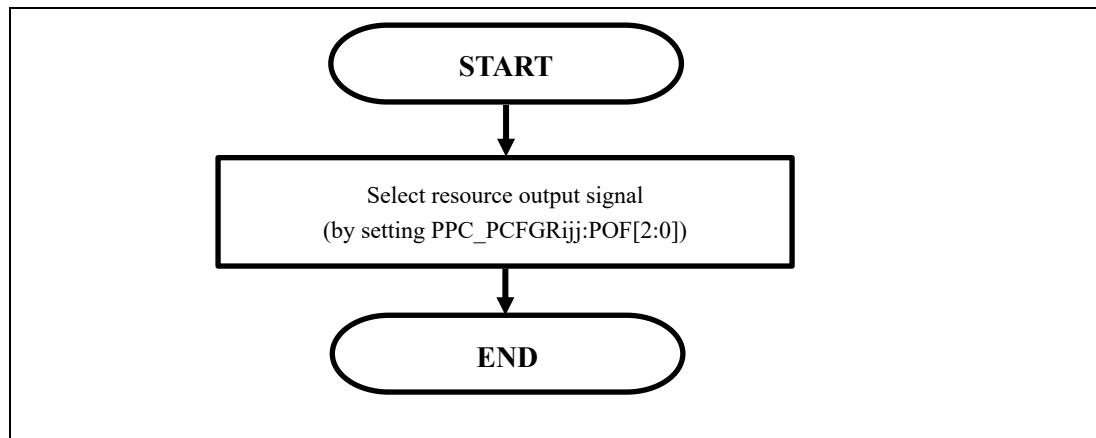 START
Select resource output signal
(by setting PPC_PCFGRijj:POF[2:0])
END